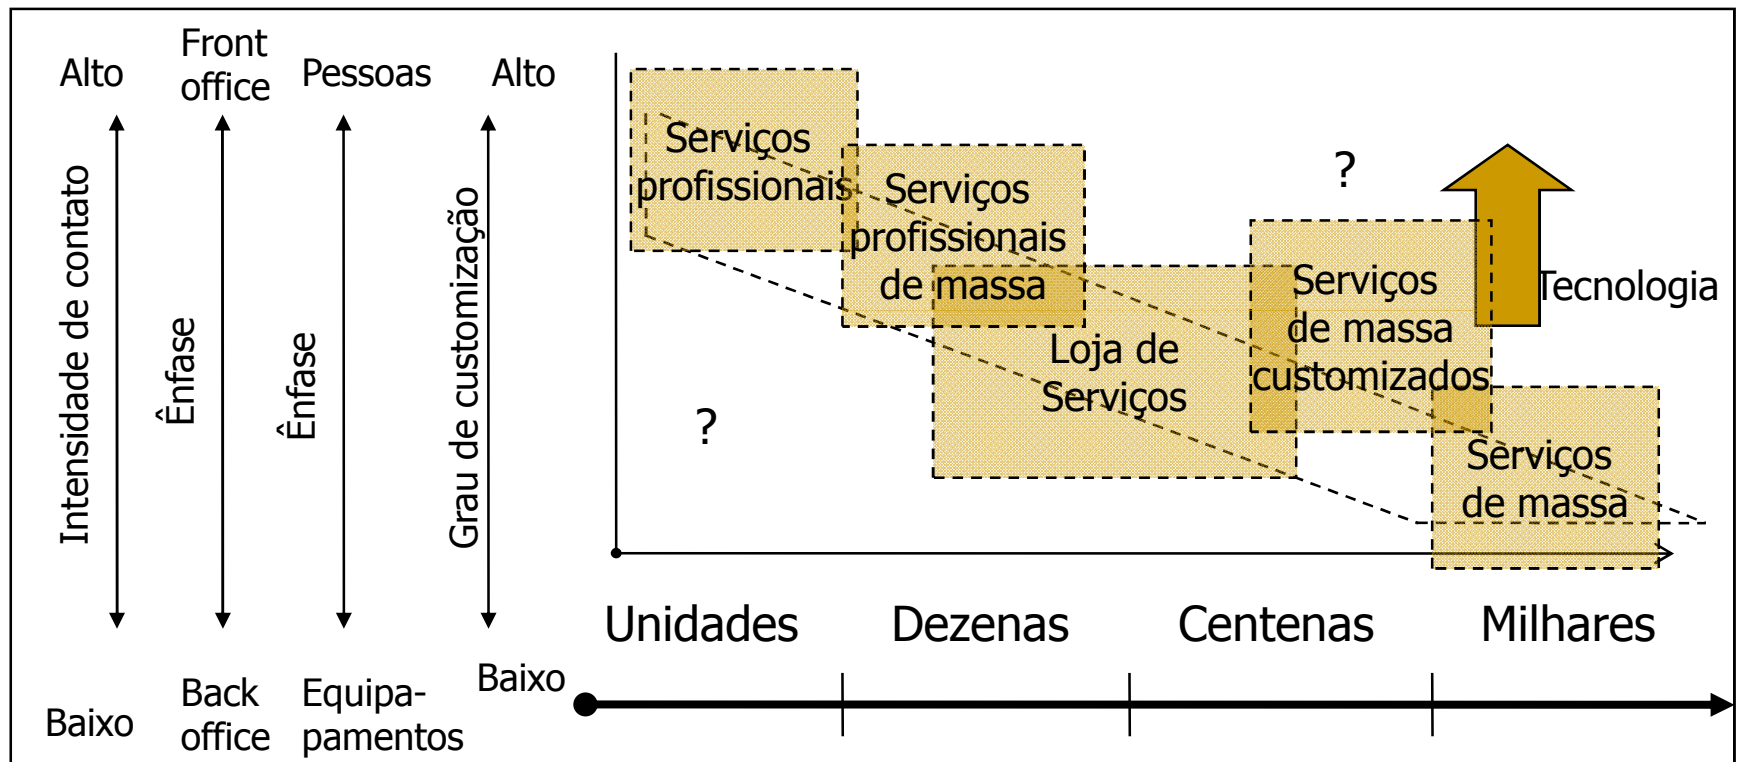 Alto
Front
office
Pessoas
Alto
Intensidade de contato
Ênfase
Ênfase
Grau de customização
Baixo
Back
office
Equipa-
pamentos
Baixo
Serviços
profissionais
Serviços
profissionais
de massa
?
Serviços
de massa
customizados
Tecnologia
Loja de
Serviços
?
Serviços
de massa
Unidades
Dezenas
Centenas
Milhares